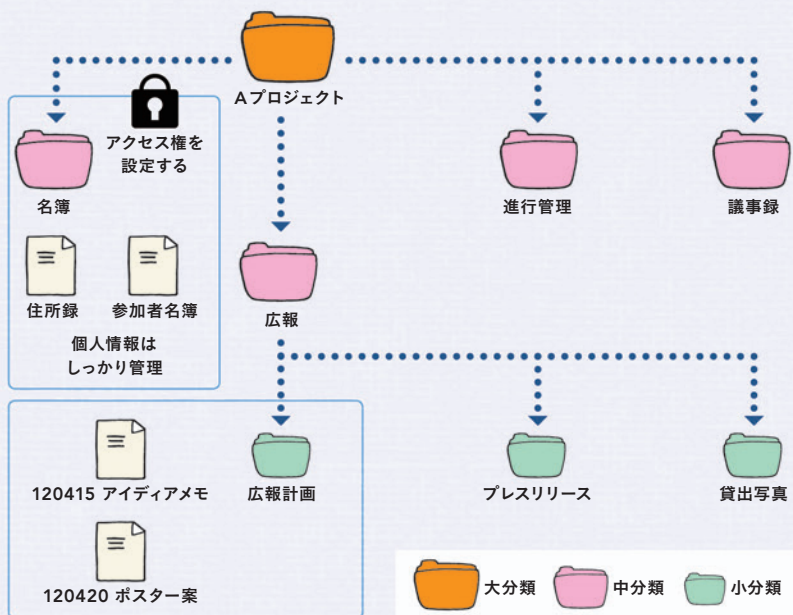 Aプロジェクト
アクセス権を
設定する
名簿
進行管理
議事録
住所録
参加者名簿
広報
個人情報は
しっかり管理
120415 アイディアメモ
広報計画
プレスリリース
貸出写真
120420 ポスター案
大分類
中分類
小分類